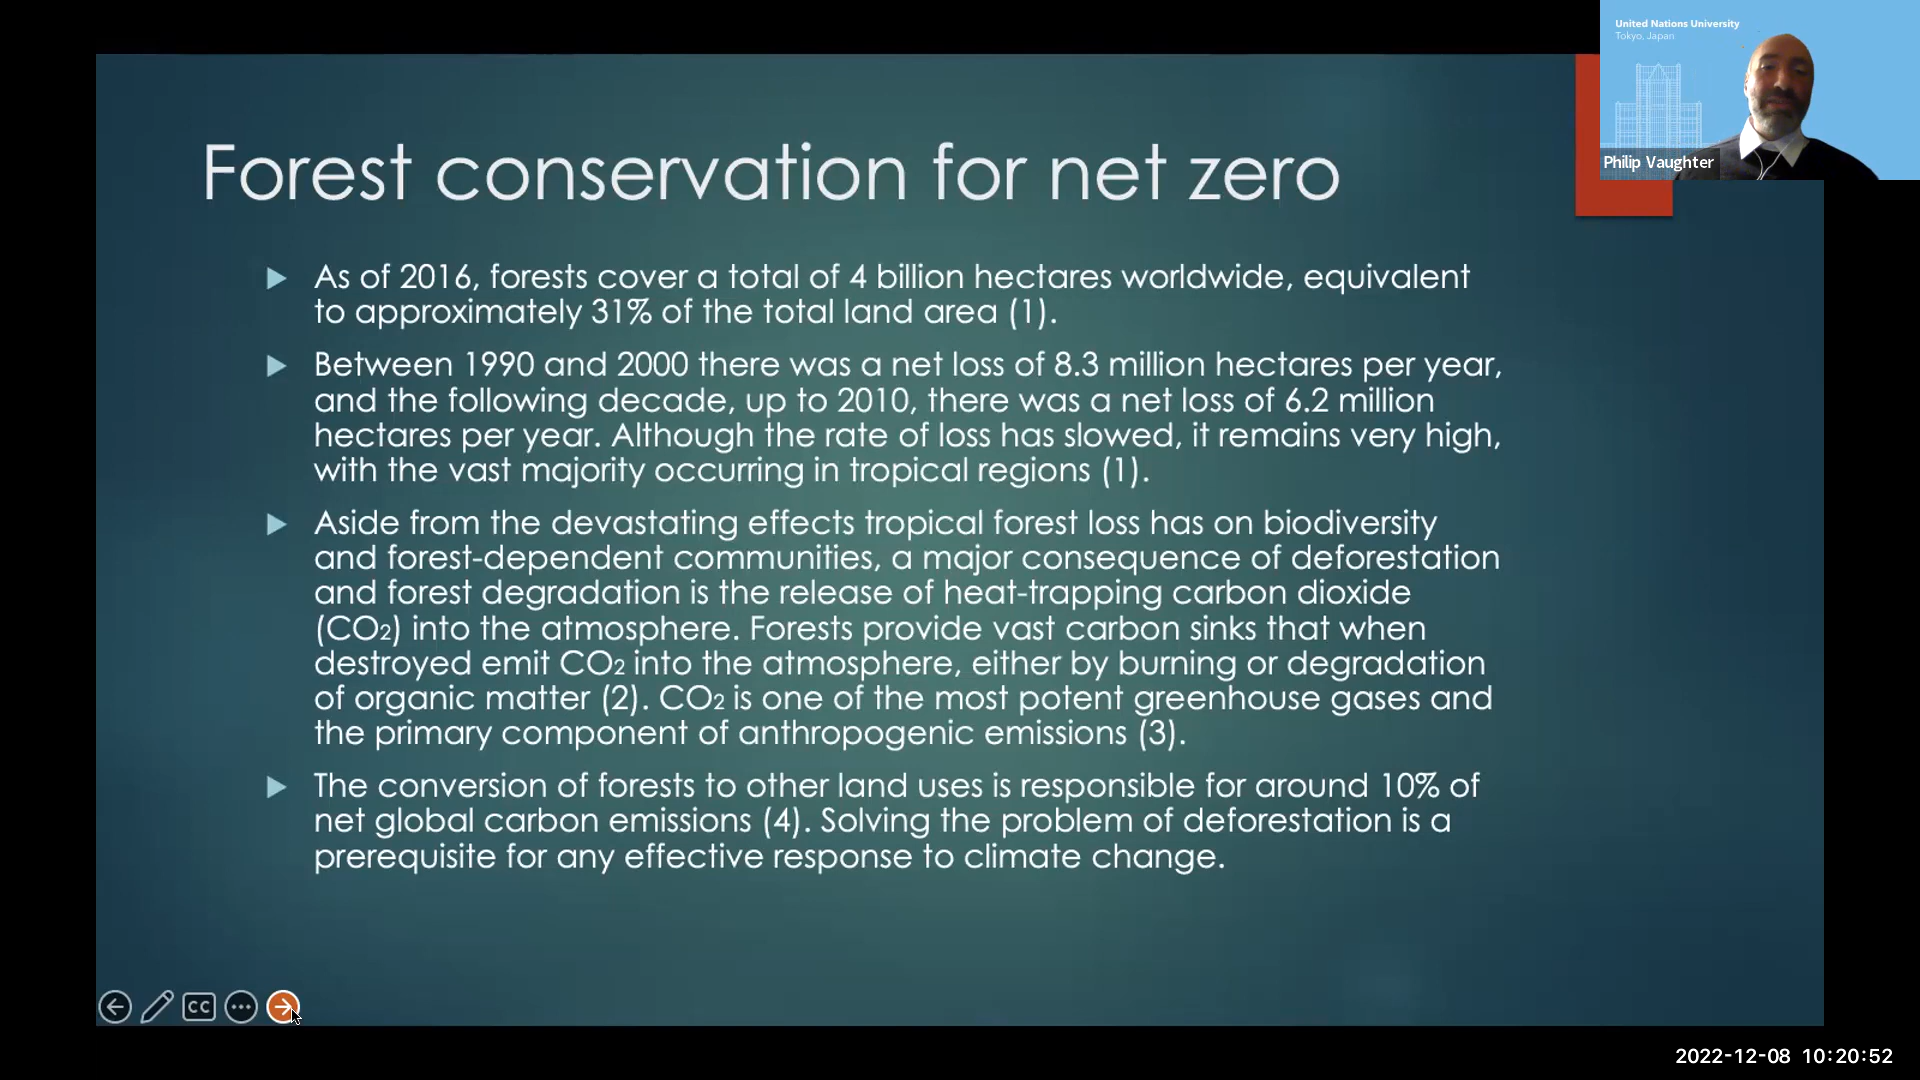 United Nations University
Tokyo, Japan
Philip Vaughter
Forest conservation for net zero
As of 2016, forests cover a total of 4 billion hectares worldwide, equivalent
to approximately 31% of the total land area (1).
Between 1990 and 2000 there was a net loss of 8.3 million hectares per year,
and the following decade, up to 2010, there was a net loss of 6.2 million
hectares per year. Although the rate of loss has slowed, it remains very high,
with the vast majority occurring in tropical regions (1).
Aside from the devastating effects tropical forest loss has on biodiversity
and forest-dependent communities, a major consequence of deforestation
and forest degradation is the release of heat-trapping carbon dioxide
(CO2) into the atmosphere. Forests provide vast carbon sinks that when
destroyed emit CO2 into the atmosphere, either by burning or degradation
of organic matter (2). CO2 is one of the most potent greenhouse gases and
the primary component of anthropogenic emissions (3).
The conversion of forests to other land uses is responsible for around 10% of
net global carbon emissions (4). Solving the problem of deforestation is a
prerequisite for any effective response to climate change.
CC
2022-12-08 10:20:52